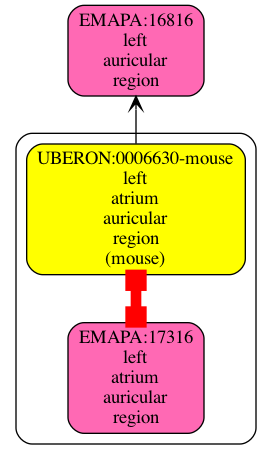 EMAPA:16816
left
auricular
region
UBERON:0006630-mouse
left
atrium
auricular
region
(mouse)
EMAPA:17316
left
atrium
auricular
region